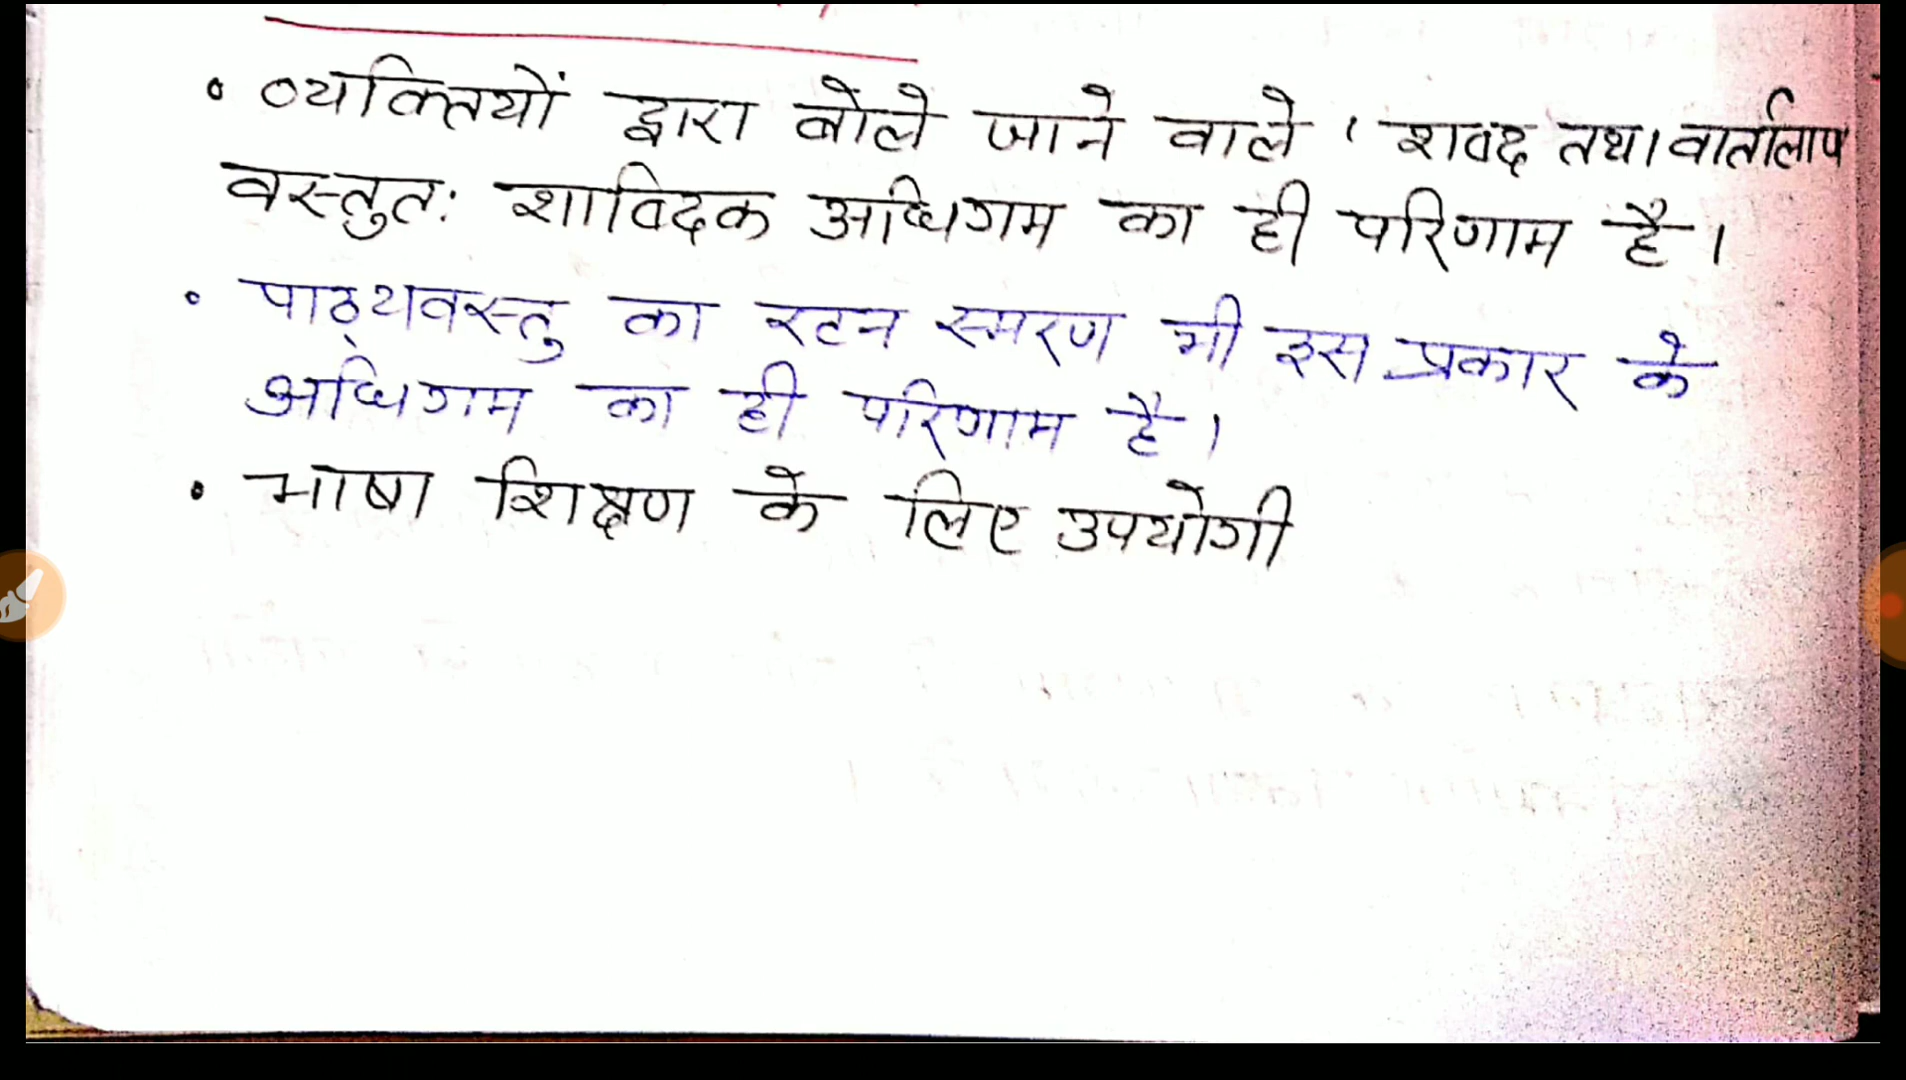 • व्यक्तियों द्वारा बोले जाने वाले ' शब्द तथा वार्तालाप
वस्तुत: शाब्दिक अधिगम का ही परिणाम है।
• पाठ्यवस्तु का रटन स्मरण भी इस प्रकार के
अधिगम का ही परिणाम है।
• भाषा शिक्षण के लिए उपयोगी